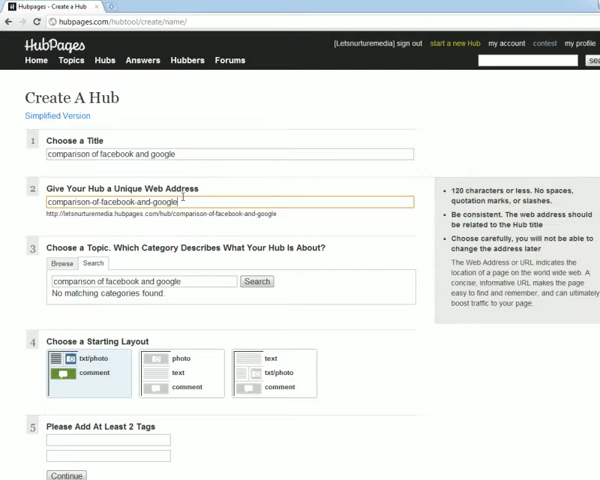 Hubpages - Create a Hub
hubpages.com/hubtool/create/name/
HubPages
[Letsnurturemedia] sign out start a new Hub my account contest my profile
Home Topics Hubs Answers Hubbers Forums
sea
Create A Hub
Simplified Version
1 Choose a Title
comparison of facebook and google
2 Give Your Hub a Unique Web Address
comparison-of-facebook-and-google
http://letsnurturemedia.hubpages.com/hub/comparison-of-facebook-and-google
120 characters or less. No spaces,
quotation marks, or slashes.
Be consistent. The web address should
be related to the Hub title
Choose carefully, you will not be able to
change the address later
The Web Address or URL indicates the
location of a page on the world wide web. A
concise, informative URL makes the page
easy to find and remember, and can ultimately
boost traffic to your page.
3 Choose a Topic. Which Category Describes What Your Hub Is About?
Browse Search
comparison of facebook and google Search
No matching categories found.
4 Choose a Starting Layout
txt/photo photo text
text txt/photo
comment comment comment
5 Please Add At Least 2 Tags
Continue